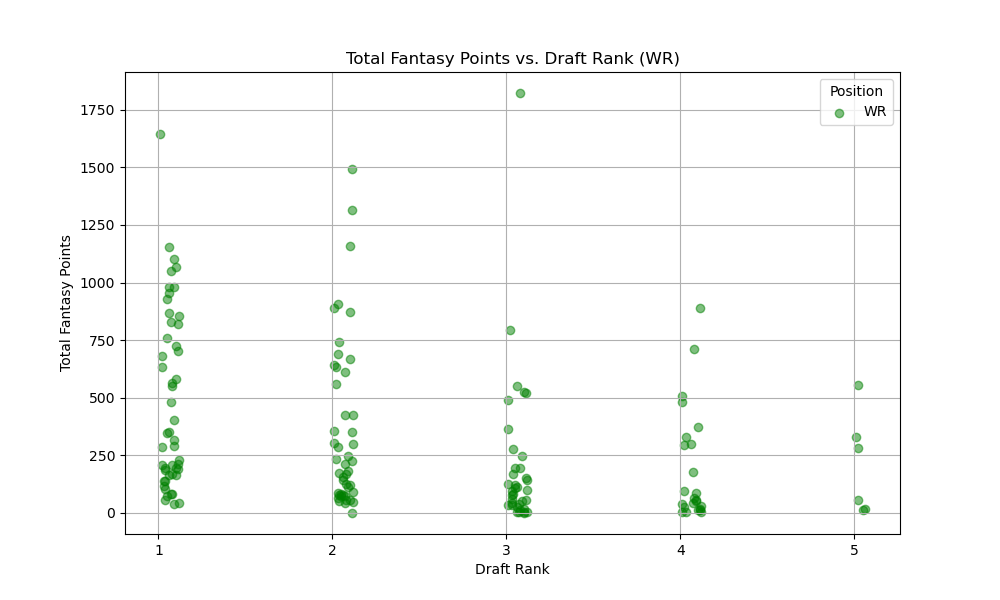 Total Fantasy Points vs. Draft Rank (WR)
Position
WR
Total Fantasy Points
1750
1500
1250
1000
750
500
250
0
1 2 3 4 5
Draft Rank